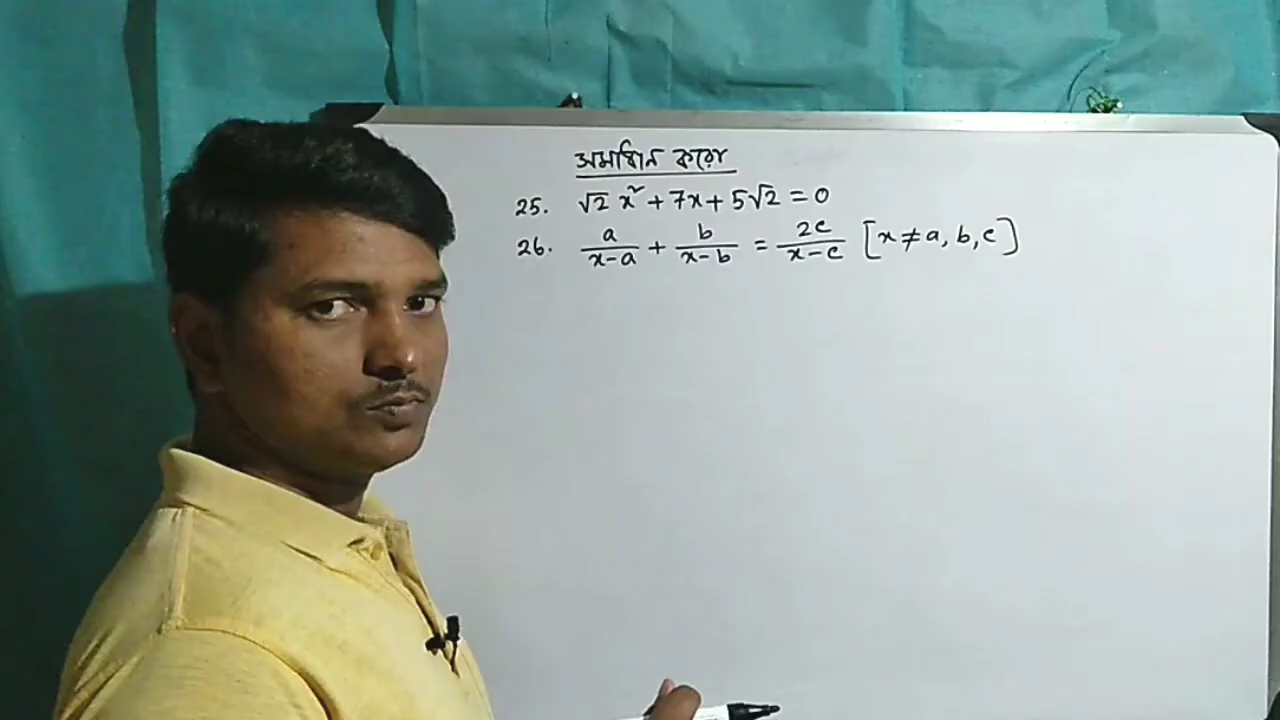 সমাধান করো
25. √2 x² + 7x + 5√2 = 0
26. a/(x-a) + b/(x-b) = 2c/(x-c) [x ≠ a, b, c]